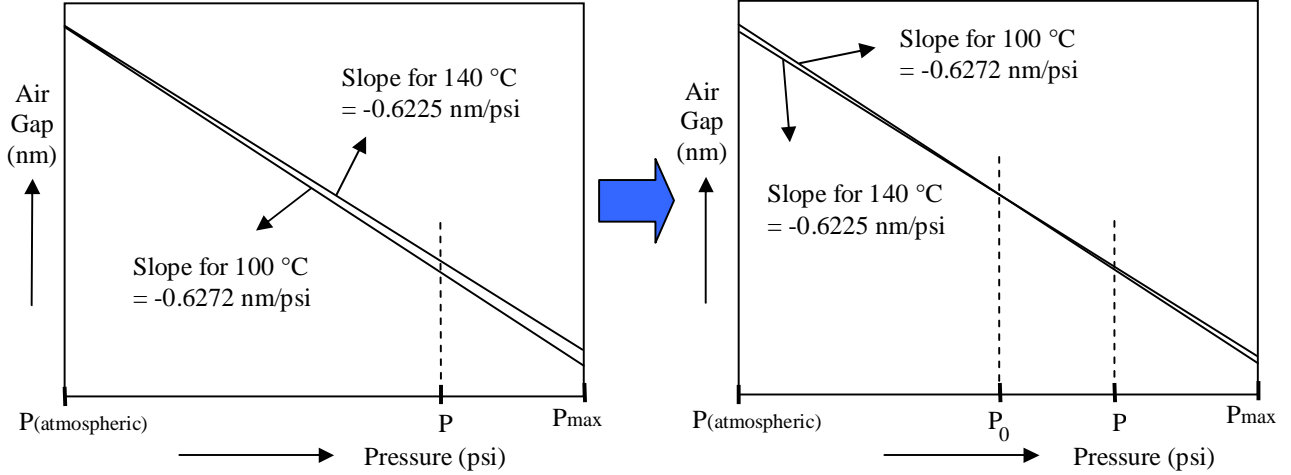 Air
Gap
(nm)
Slope for 140 °C
= -0.6225 nm/psi
Slope for 100 °C
= -0.6272 nm/psi
P(atmospheric)
P
Pmax
Pressure (psi)
Air
Gap
(nm)
Slope for 100 °C
= -0.6272 nm/psi
Slope for 140 °C
= -0.6225 nm/psi
P(atmospheric)
P0
P
Pmax
Pressure (psi)